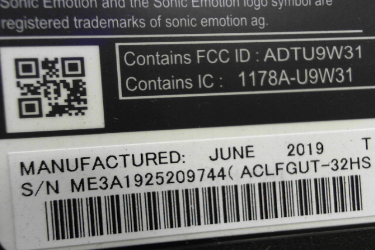 Sonic Emotion and the Sonic Emotion logo symbol are
registered trademarks of sonic emotion ag.
Contains FCC ID : ADTU9W31
Contains IC : 1178A-U9W31
MANUFACTURED: JUNE 2019 T
S/N ME3A1925209744( ACLFGUT-32HS